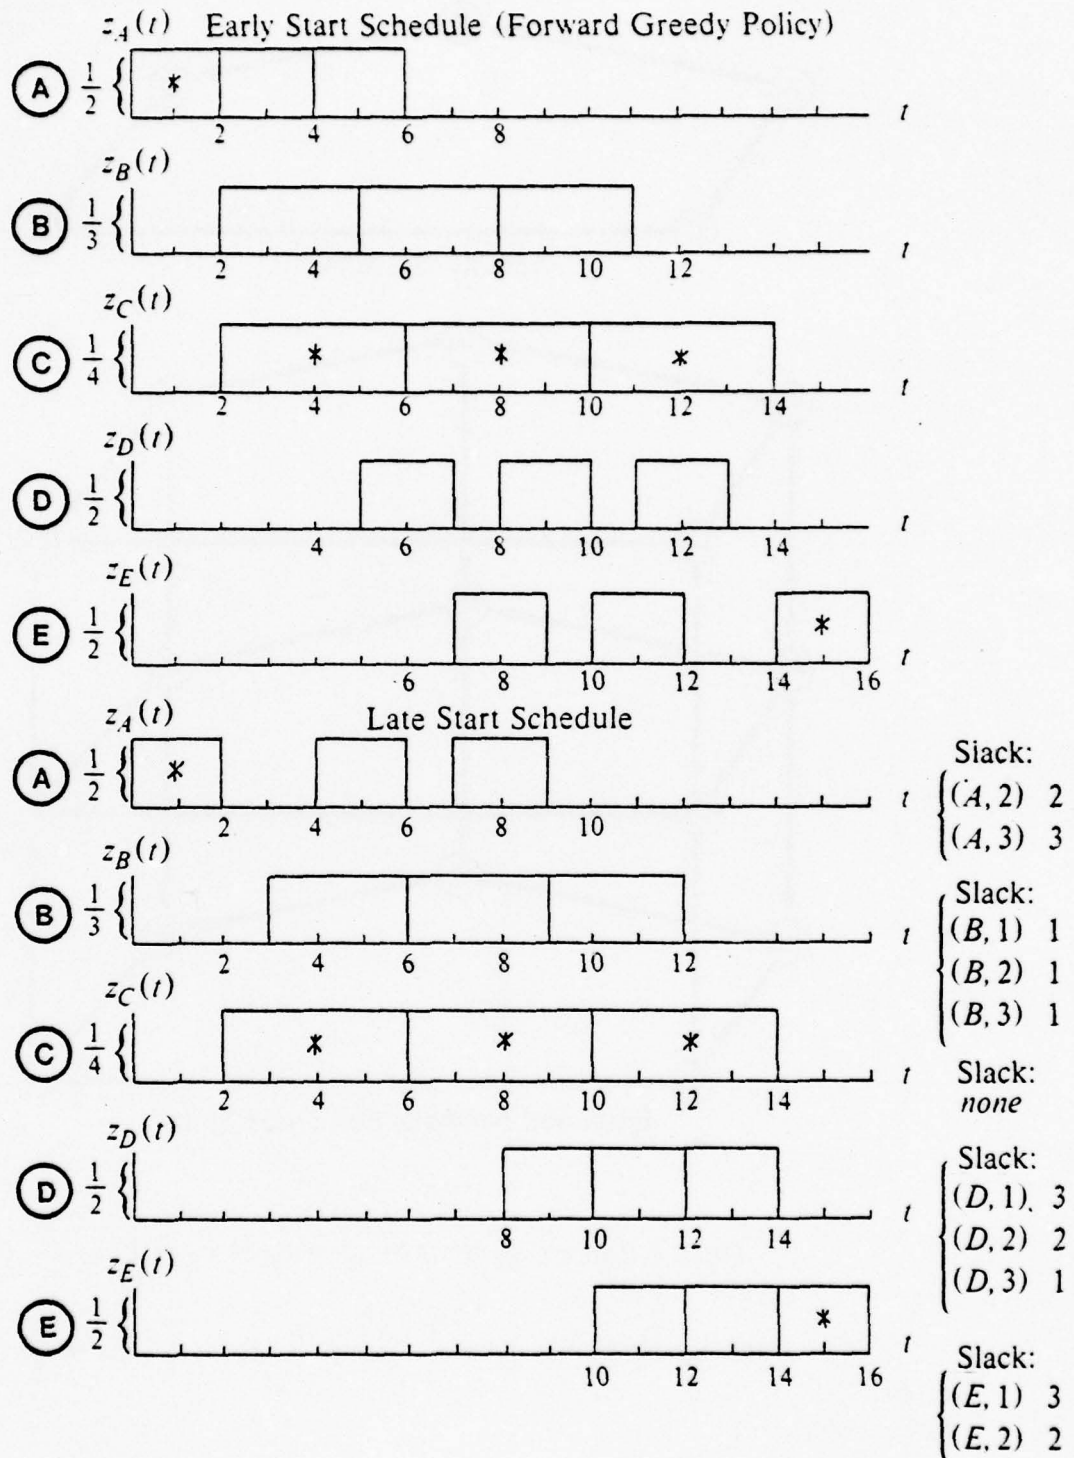 z_A(t) Early Start Schedule (Forward Greedy Policy)
A 1/2 { * t
2 4 6 8
z_B(t)
B 1/3 { t
2 4 6 8 10 12
z_C(t)
C 1/4 { * * * t
2 4 6 8 10 12 14
z_D(t)
D 1/2 { t
4 6 8 10 12 14
z_E(t)
E 1/2 { * t
6 8 10 12 14 16
z_A(t) Late Start Schedule
A 1/2 { * t
2 4 6 8 10
Slack:
(A, 2) 2
(A, 3) 3
z_B(t)
B 1/3 { t
2 4 6 8 10 12
Slack:
(B, 1) 1
(B, 2) 1
(B, 3) 1
z_C(t)
C 1/4 { * * * t
2 4 6 8 10 12 14
Slack:
none
z_D(t)
D 1/2 { t
8 10 12 14
Slack:
(D, 1) 3
(D, 2) 2
(D, 3) 1
z_E(t)
E 1/2 { * t
10 12 14 16
Slack:
(E, 1) 3
(E, 2) 2